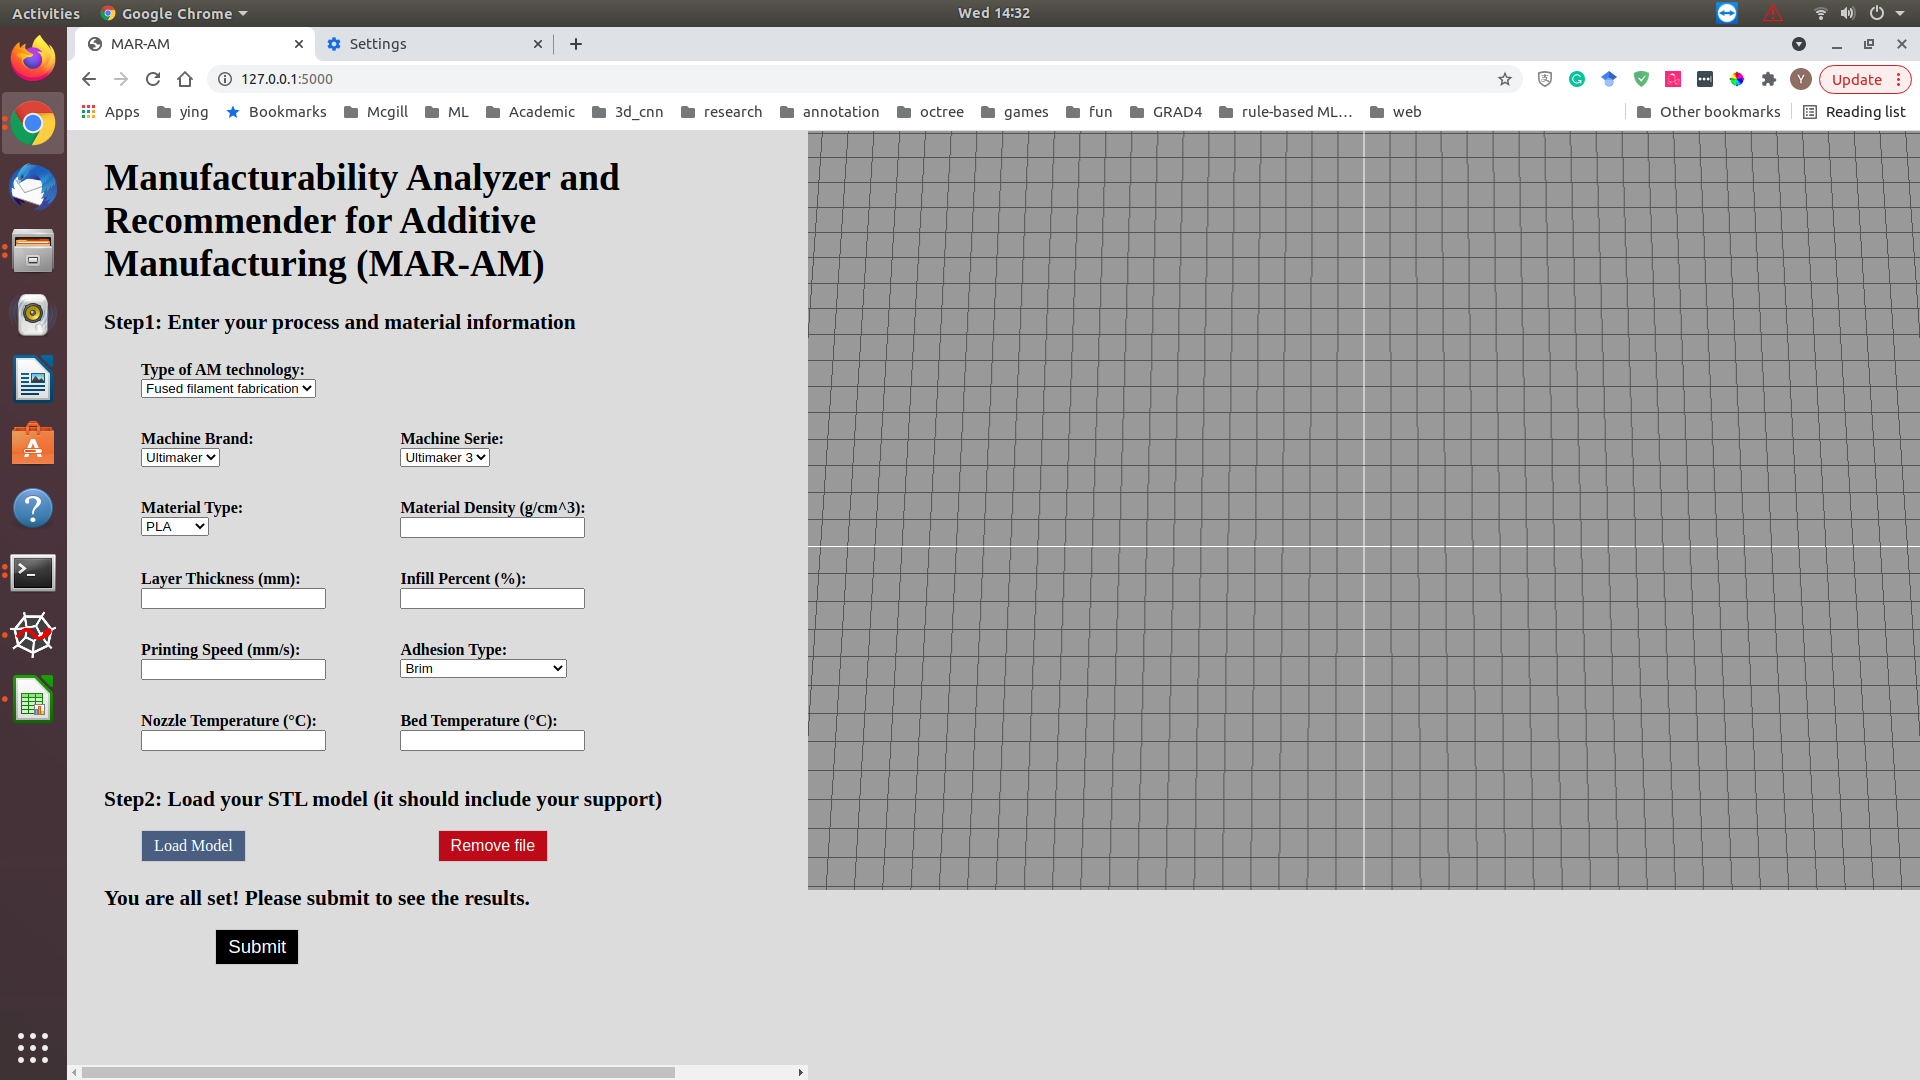 Activities Google Chrome Wed 14:32
MAR-AM Settings
127.0.0.1:5000 Y Update
Apps ying Bookmarks Mcgill ML Academic 3d_cnn research annotation octree games fun GRAD4 rule-based ML... web Other bookmarks Reading list
Manufacturability Analyzer and
Recommender for Additive
Manufacturing (MAR-AM)
Step1: Enter your process and material information
Type of AM technology:
Fused filament fabrication
Machine Brand: Machine Serie:
Ultimaker Ultimaker 3
Material Type: Material Density (g/cm^3):
PLA
Layer Thickness (mm): Infill Percent (%):
Printing Speed (mm/s): Adhesion Type:
Brim
Nozzle Temperature (°C): Bed Temperature (°C):
Step2: Load your STL model (it should include your support)
Load Model Remove file
You are all set! Please submit to see the results.
Submit